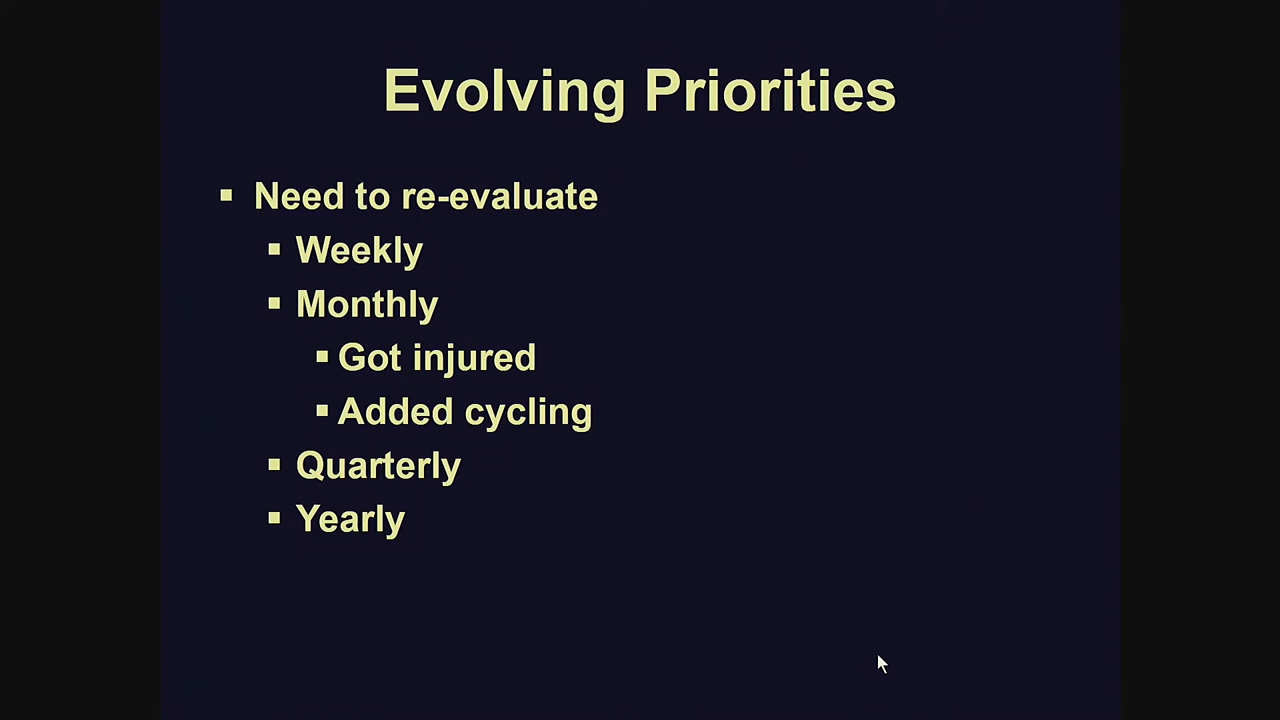 Evolving Priorities
Need to re-evaluate
Weekly
Monthly
Got injured
Added cycling
Quarterly
Yearly